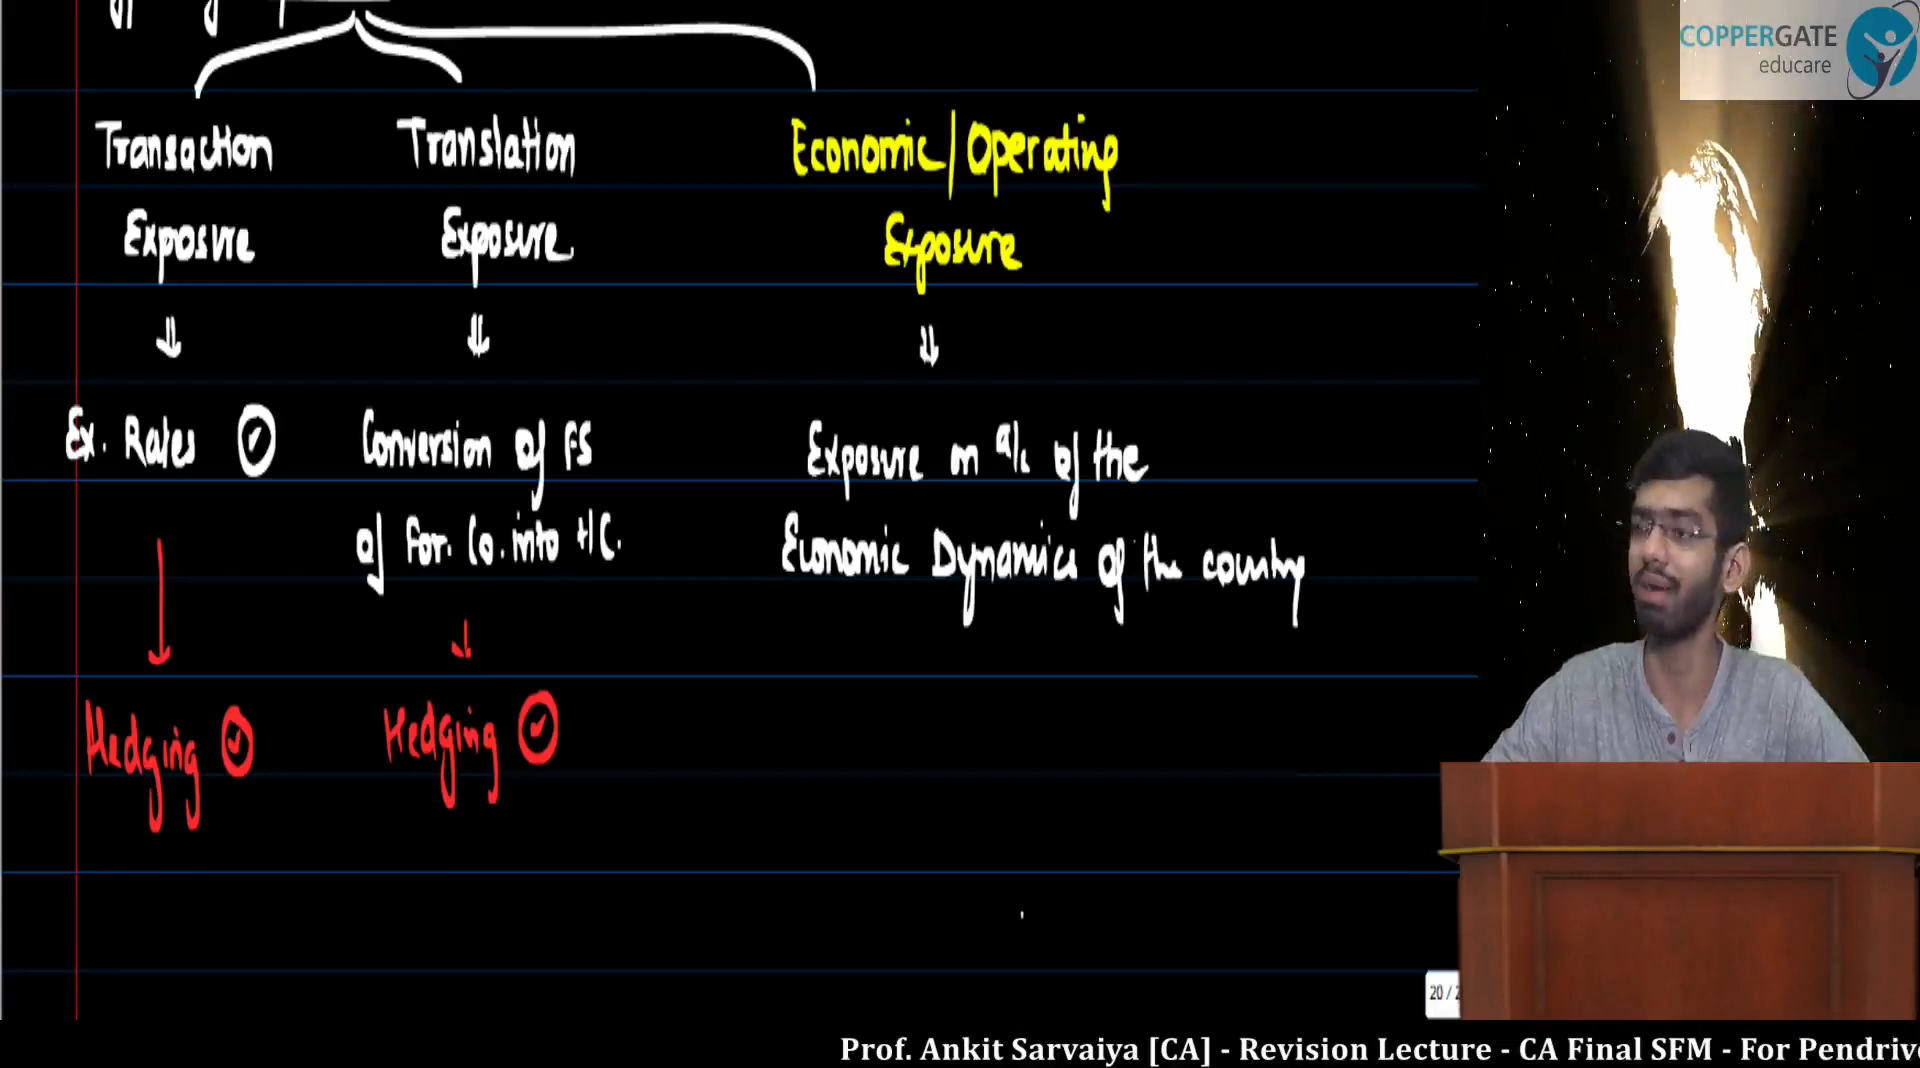 COPPERGATE
educare
Transaction Translation Economic/Operating
Exposure Exposure Exposure
Ex. Rates Conversion of FS Exposure on a/c of the
of for. Co. into H/C. Economic Dynamics of the country
Hedging Hedging
20 / 2
Prof. Ankit Sarvaiya [CA] - Revision Lecture - CA Final SFM - For Pendrive